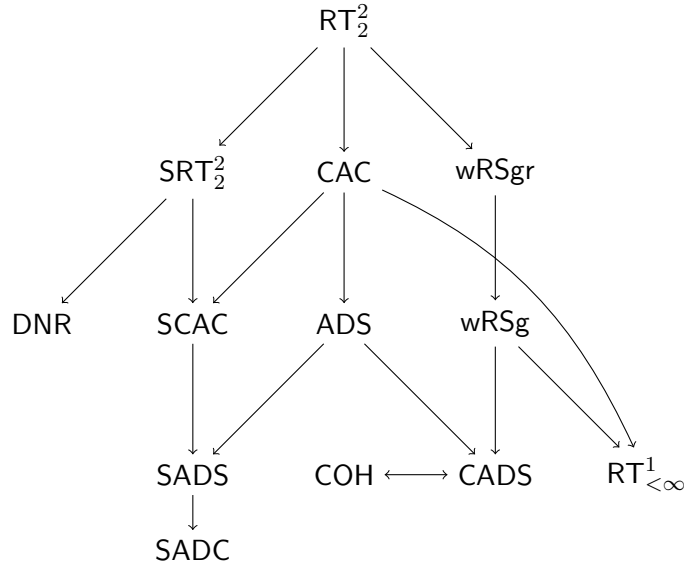 RT₂²
SRT₂² CAC wRSgr
DNR SCAC ADS wRSg
SADS COH CADS RT¹<∞
SADC